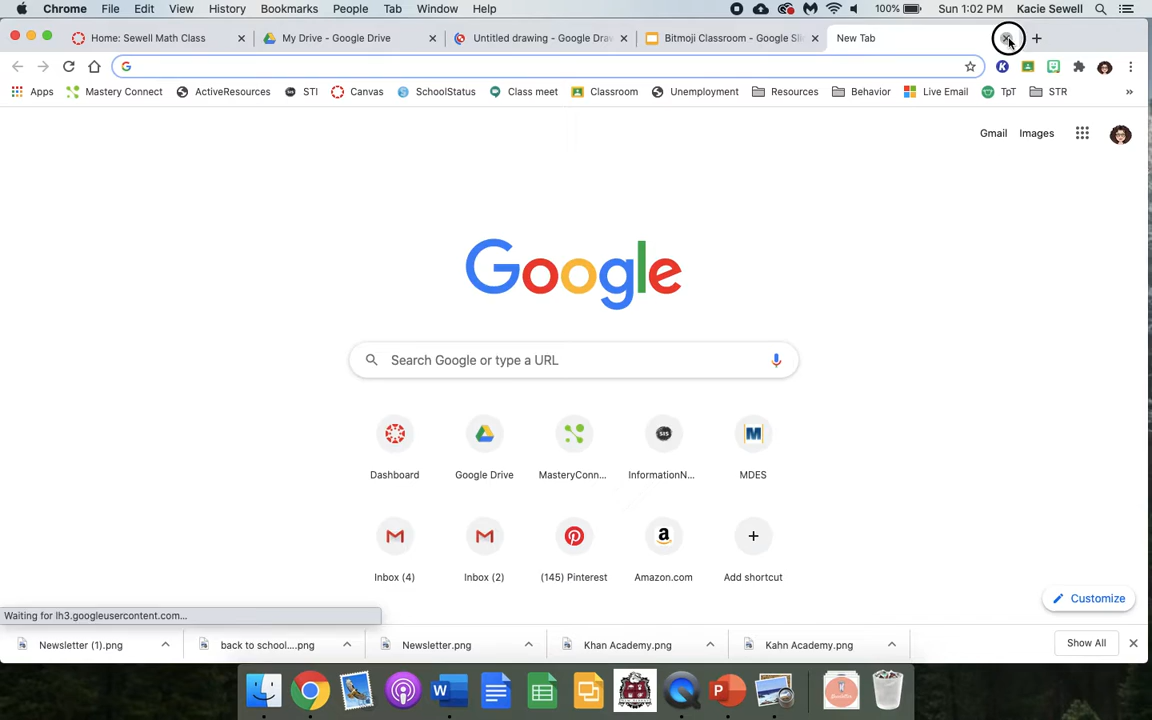 Chrome File Edit View History Bookmarks People Tab Window Help 100% Sun 1:02 PM Kacie Sewell
Home: Sewell Math Class My Drive - Google Drive Untitled drawing - Google Dra Bitmoji Classroom - Google Sli New Tab
Apps Mastery Connect ActiveResources STI Canvas SchoolStatus Class meet Classroom Unemployment Resources Behavior Live Email TpT STR »
Gmail Images
Google
Search Google or type a URL
Dashboard Google Drive MasteryConn... InformationN... MDES
Inbox (4) Inbox (2) (145) Pinterest Amazon.com Add shortcut
Customize
Waiting for lh3.googleusercontent.com...
Newsletter (1).png back to school....png Newsletter.png Khan Academy.png Kahn Academy.png Show All